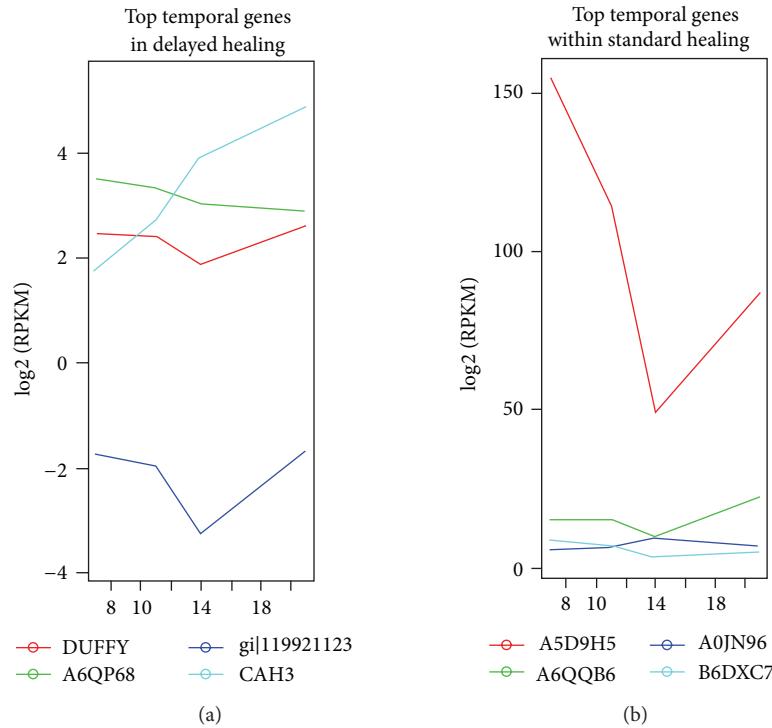 Top temporal genes
in delayed healing
log2 (RPKM)
4
2
0
−2
−4
8 10 14 18
DUFFY
gi|119921123
A6QP68
CAH3
(a)
Top temporal genes
within standard healing
log2 (RPKM)
150
100
50
0
8 10 14 18
A5D9H5
A0JN96
A6QQB6
B6DXC7
(b)